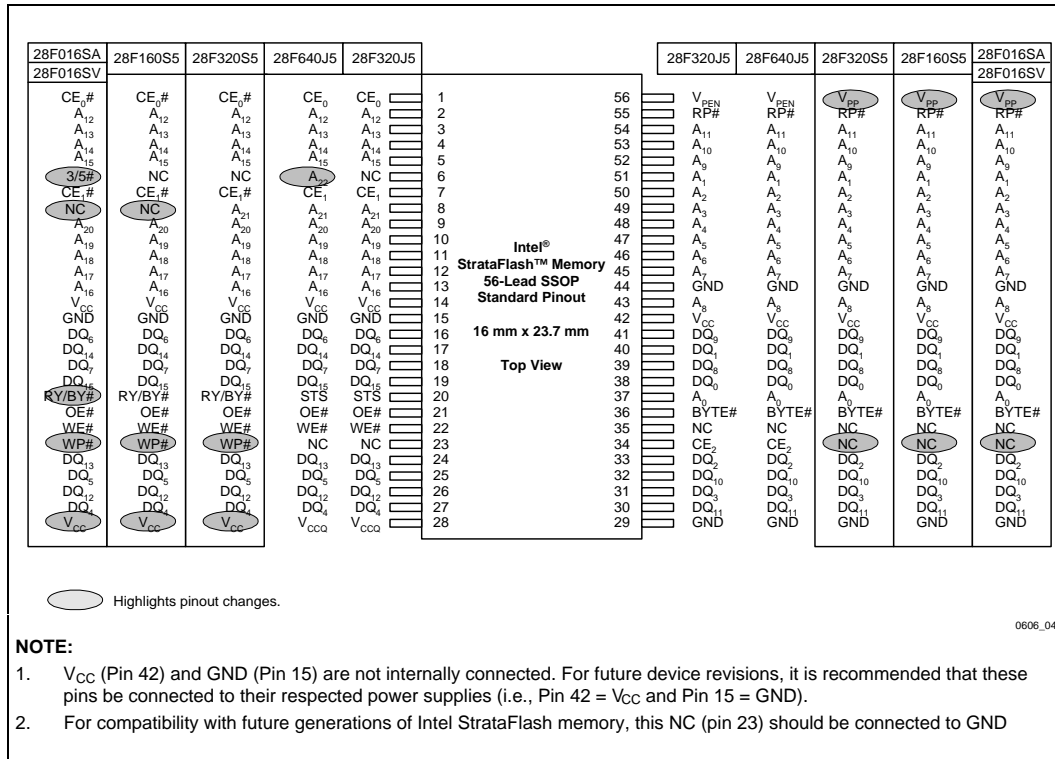 28F016SA 28F160S5 28F320S5 28F640J5 28F320J5 28F320J5 28F640J5 28F320S5 28F160S5 28F016SA
28F016SV 28F016SV
CE0# CE0# CE0# CE0 CE0 1 56 VPEN VPEN VPP VPP VPP
A12 A12 A12 A12 A12 2 55 RP# RP# RP# RP# RP#
A13 A13 A13 A13 A13 3 54 A11 A11 A11 A11 A11
A14 A14 A14 A14 A14 4 53 A10 A10 A10 A10 A10
A15 A15 A15 A15 A15 5 52 A9 A9 A9 A9 A9
3/5# NC NC A22 NC 6 51 A1 A1 A1 A1 A1
CE1# CE1# CE1# CE1 CE1 7 50 A2 A2 A2 A2 A2
NC NC A21 A21 A21 8 49 A3 A3 A3 A3 A3
A20 A20 A20 A20 A20 9 48 A4 A4 A4 A4 A4
A19 A19 A19 A19 A19 10 47 A5 A5 A5 A5 A5
A18 A18 A18 A18 A18 11 46 A6 A6 A6 A6 A6
A17 A17 A17 A17 A17 12 45 A7 A7 A7 A7 A7
A16 A16 A16 A16 A16 13 44 GND GND GND GND GND
VCC VCC VCC VCC VCC 14 43 A8 A8 A8 A8 A8
GND GND GND GND GND 15 42 VCC VCC VCC VCC VCC
DQ6 DQ6 DQ6 DQ6 DQ6 16 41 DQ9 DQ9 DQ9 DQ9 DQ9
DQ14 DQ14 DQ14 DQ14 DQ14 17 40 DQ1 DQ1 DQ1 DQ1 DQ1
DQ7 DQ7 DQ7 DQ7 DQ7 18 39 DQ8 DQ8 DQ8 DQ8 DQ8
DQ15 DQ15 DQ15 DQ15 DQ15 19 38 DQ0 DQ0 DQ0 DQ0 DQ0
RY/BY# RY/BY# RY/BY# STS STS 20 37 A0 A0 A0 A0 A0
OE# OE# OE# OE# OE# 21 36 BYTE# BYTE# BYTE# BYTE# BYTE#
WE# WE# WE# WE# WE# 22 35 NC NC NC NC NC
WP# WP# WP# NC NC 23 34 CE2 CE2 NC NC NC
DQ13 DQ13 DQ13 DQ13 DQ13 24 33 DQ2 DQ2 DQ2 DQ2 DQ2
DQ5 DQ5 DQ5 DQ5 DQ5 25 32 DQ10 DQ10 DQ10 DQ10 DQ10
DQ12 DQ12 DQ12 DQ12 DQ12 26 31 DQ3 DQ3 DQ3 DQ3 DQ3
DQ4 DQ4 DQ4 DQ4 DQ4 27 30 DQ11 DQ11 DQ11 DQ11 DQ11
VCC VCC VCC VCCQ VCCQ 28 29 GND GND GND GND GND
Intel®
StrataFlash™ Memory
56-Lead SSOP
Standard Pinout
16 mm x 23.7 mm
Top View
Highlights pinout changes.
0606_04
NOTE:
1. VCC (Pin 42) and GND (Pin 15) are not internally connected. For future device revisions, it is recommended that these
pins be connected to their respected power supplies (i.e., Pin 42 = VCC and Pin 15 = GND).
2. For compatibility with future generations of Intel StrataFlash memory, this NC (pin 23) should be connected to GND